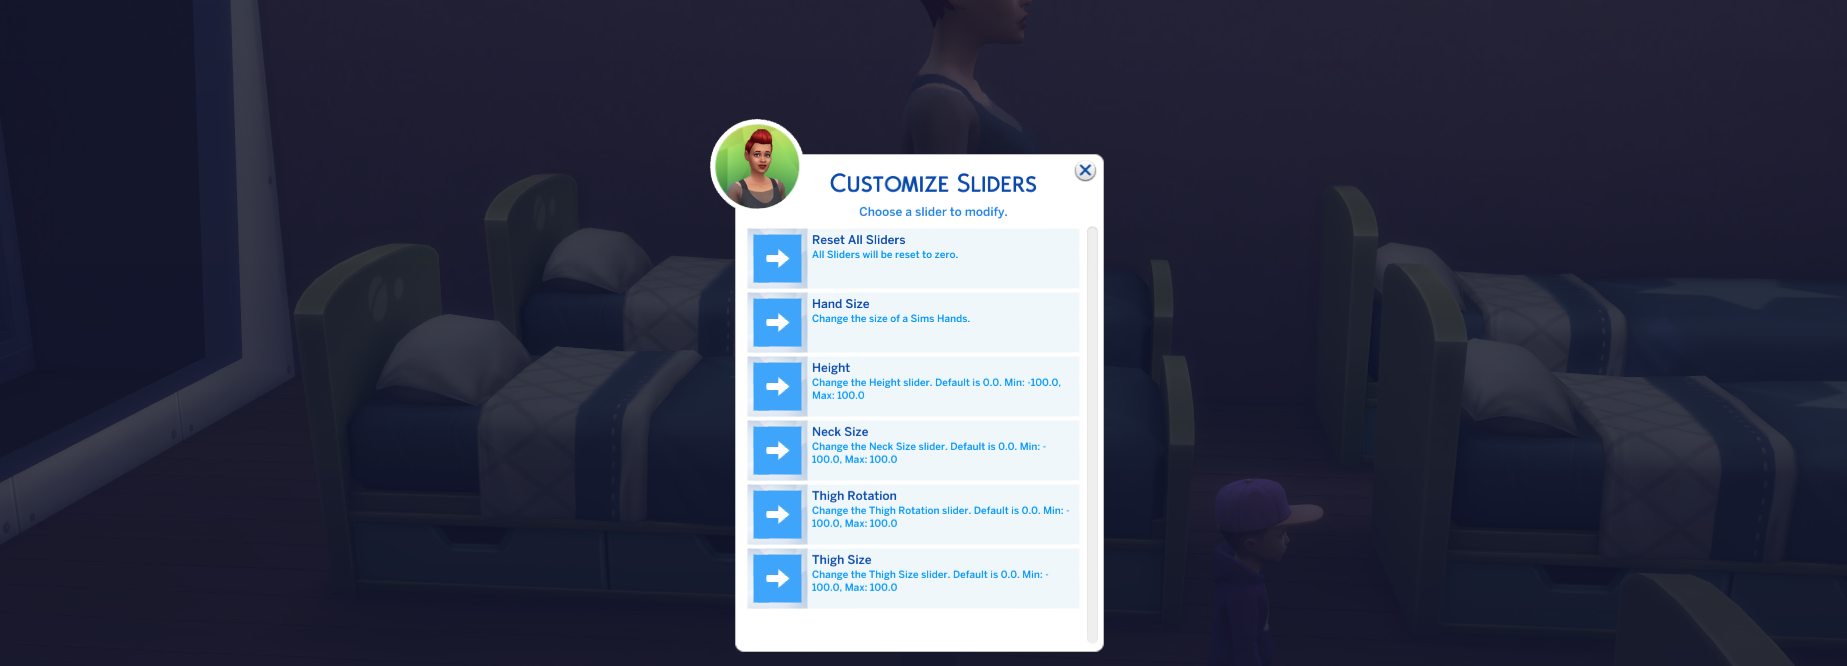 Customize Sliders
Choose a slider to modify.
Reset All Sliders
All Sliders will be reset to zero.
Hand Size
Change the size of a Sims Hands.
Height
Change the Height slider. Default is 0.0. Min: -100.0,
Max: 100.0
Neck Size
Change the Neck Size slider. Default is 0.0. Min: -
100.0, Max: 100.0
Thigh Rotation
Change the Thigh Rotation slider. Default is 0.0. Min: -
100.0, Max: 100.0
Thigh Size
Change the Thigh Size slider. Default is 0.0. Min: -
100.0, Max: 100.0